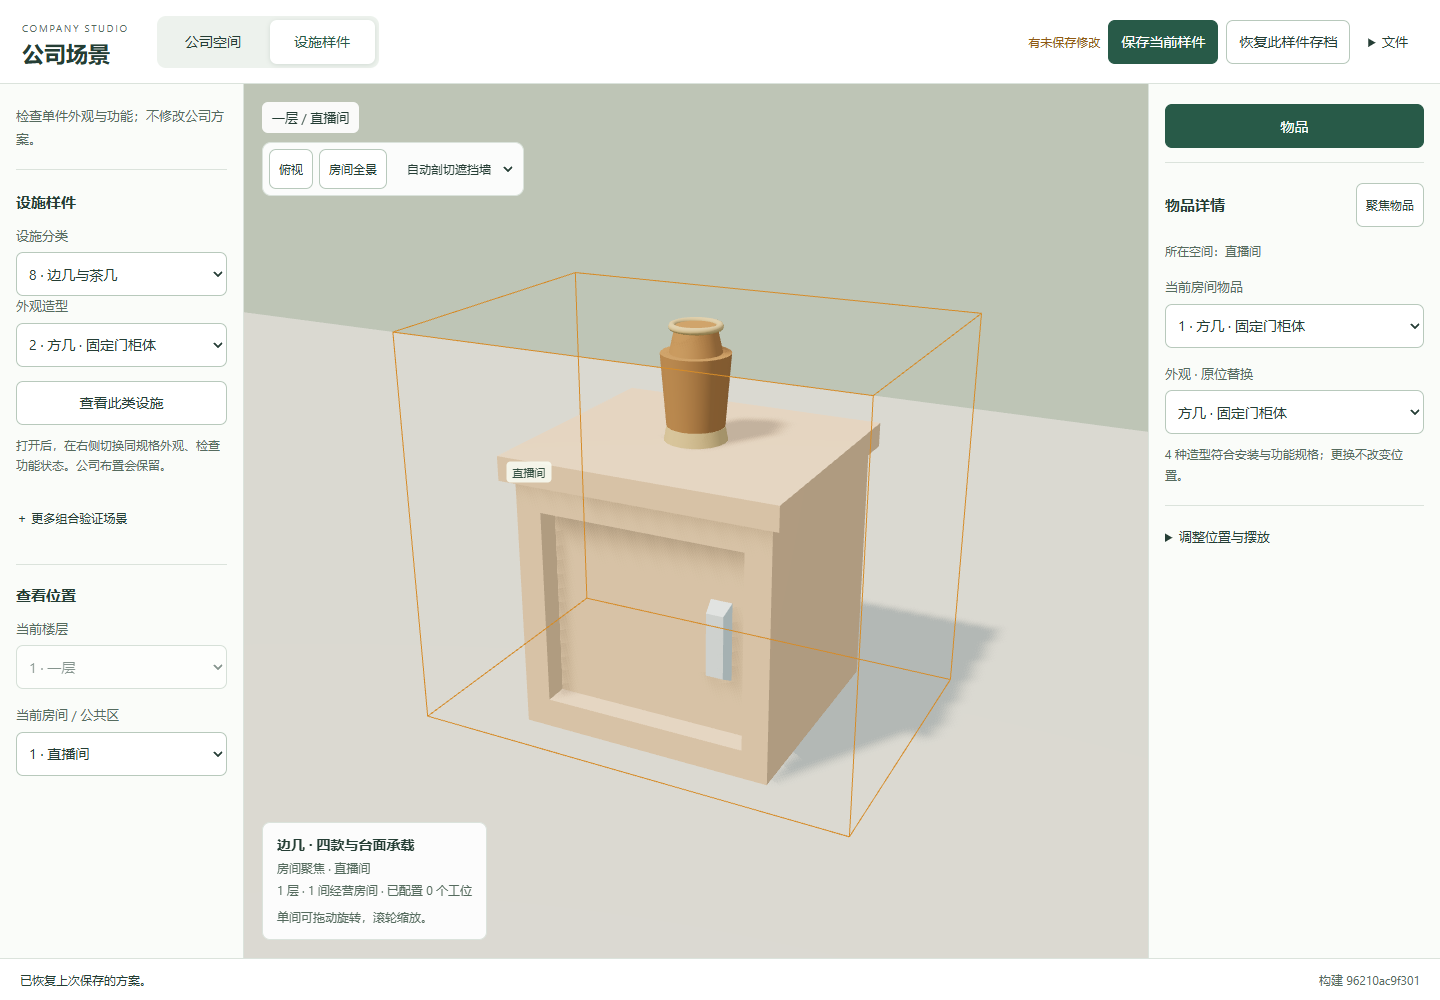 COMPANY STUDIO
公司场景
公司空间
设施样件
有未保存修改
保存当前样件
恢复此样件存档
▶ 文件
检查单件外观与功能；不修改公司方
案。
设施样件
设施分类
8 · 边几与茶几
外观造型
2 · 方几 · 固定门柜体
查看此类设施
打开后，在右侧切换同规格外观、检查
功能状态。公司布置会保留。
+ 更多组合验证场景
查看位置
当前楼层
1 · 一层
当前房间 / 公共区
1 · 直播间
一层 / 直播间
俯视
房间全景
自动剖切遮挡墙
直播间
边几 · 四款与台面承载
房间聚焦 · 直播间
1 层 · 1 间经营房间 · 已配置 0 个工位
单间可拖动旋转，滚轮缩放。
物品
物品详情
聚焦物品
所在空间：直播间
当前房间物品
1 · 方几 · 固定门柜体
外观 · 原位替换
方几 · 固定门柜体
4 种造型符合安装与功能规格；更换不改变位
置。
▶ 调整位置与摆放
已恢复上次保存的方案。
构建 96210ac9f301